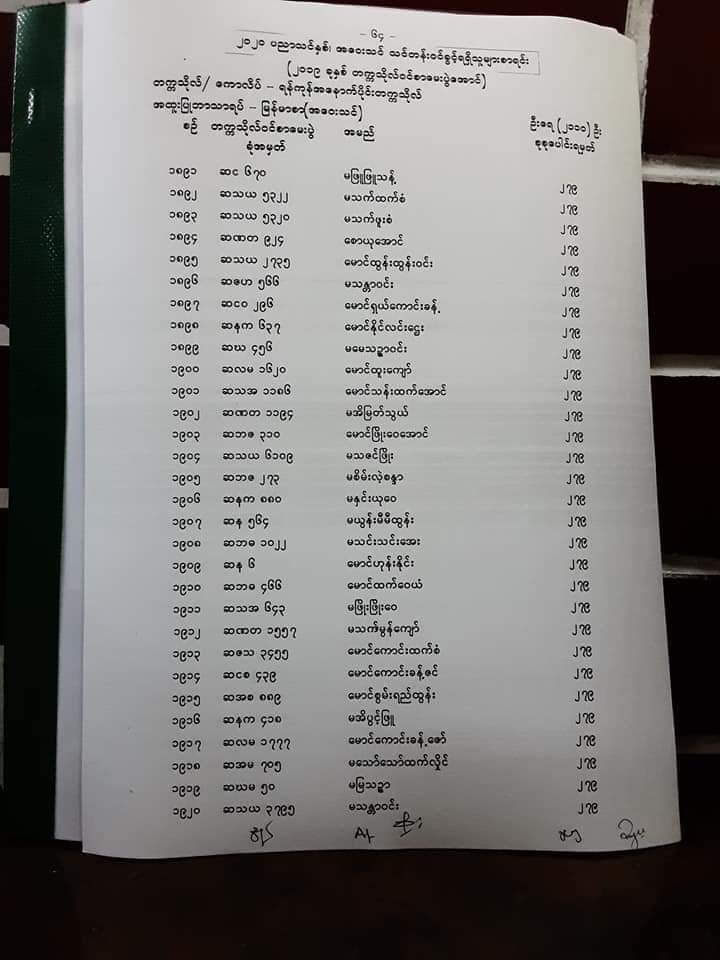 - ၆၄ -
၂၀၂၀ ပညာသင်နှစ်၊ အဝေးသင် သင်တန်းဝင်ခွင့်ရရှိသူများစာရင်း
(၂၀၁၉ ခုနှစ် တက္ကသိုလ်ဝင်စာမေးပွဲအောင်)
တက္ကသိုလ်/ ကောလိပ် - ရန်ကုန်အနောက်ပိုင်းတက္ကသိုလ်
အထူးပြုဘာသာရပ် - မြန်မာစာ(အဝေးသင်)
စဉ် တက္ကသိုလ်ဝင်စာမေးပွဲ အမည် ဦးရေ (၂၁၁၀) ဦး
ခုံအမှတ် စုစုပေါင်းရမှတ်
၁၈၉၁ ဆင ၆၇၀ မဖြူဖြူသန့် ၂၇၉
၁၈၉၂ ဆသယ ၅၃၂၂ မသက်ထက်စံ ၂၇၉
၁၈၉၃ ဆသယ ၅၃၂၀ မသက်ဖူးစံ ၂၇၉
၁၈၉၄ ဆဏတ ၉၂၄ စောယုအောင် ၂၇၉
၁၈၉၅ ဆသယ ၂၇၃၅ မောင်ထွန်းထွန်းဝင်း ၂၇၉
၁၈၉၆ ဆဇဟ ၅၆၆ မသန္တာဝင်း ၂၇၉
၁၈၉၇ ဆငဝ ၂၉၆ မောင်ရှယ်ကောင်းခန့် ၂၇၉
၁၈၉၈ ဆနက ၆၃၇ မောင်နိုင်လင်းဌေး ၂၇၉
၁၈၉၉ ဆဃ ၄၅၆ မမေသဉ္ဇာဝင်း ၂၇၉
၁၉၀၀ ဆလမ ၁၆၂၀ မောင်ထူးကျော် ၂၇၉
၁၉၀၁ ဆသအ ၁၁၈၆ မောင်သန်းထက်အောင် ၂၇၉
၁၉၀၂ ဆဏတ ၁၁၉၄ မအိမြတ်သွယ် ၂၇၉
၁၉၀၃ ဆဘဇ ၃၁၀ မောင်ဖြိုးဝေအောင် ၂၇၉
၁၉၀၄ ဆသယ ၆၁၀၉ မသဇင်ဖြိုး ၂၇၉
၁၉၀၅ ဆဘဇ ၂၇၃ မစိမ်းလဲ့စန္ဒာ ၂၇၉
၁၉၀၆ ဆနက ၈၈၀ မနှင်းယုဝေ ၂၇၉
၁၉၀၇ ဆန ၅၆၄ မယွန်းမီမီထွန်း ၂၇၉
၁၉၀၈ ဆဘခ ၁၀၂၂ မသင်းသင်းအေး ၂၇၉
၁၉၀၉ ဆန ၆ မောင်ဟုန်းနိုင်း ၂၇၉
၁၉၁၀ ဆဘခ ၄၆၆ မောင်ထက်ဝေယံ ၂၇၉
၁၉၁၁ ဆသအ ၆၄၃ မဖြိုးဖြိုးဝေ ၂၇၉
၁၉၁၂ ဆဏတ ၁၅၅၇ မသက်မွန်ကျော် ၂၇၉
၁၉၁၃ ဆဇသ ၃၄၅၅ မောင်ကောင်းထက်စံ ၂၇၉
၁၉၁၄ ဆငစ ၄၃၉ မောင်ကောင်းခန့်ဇင် ၂၇၉
၁၉၁၅ ဆအစ ၈၈၉ မောင်စွမ်းရည်ထွန်း ၂၇၉
၁၉၁၆ ဆနက ၄၁၈ မအိပွင့်ဖြူ ၂၇၉
၁၉၁၇ ဆလမ ၁၇၇၇ မောင်ကောင်းခန့်ဇော် ၂၇၉
၁၉၁၈ ဆအမ ၇၀၅ မသော်သော်ထက်လှိုင် ၂၇၉
၁၉၁၉ ဆဃမ ၅၀ မမြသဉ္ဇာ ၂၇၉
၁၉၂၀ ဆသယ ၃၇၉၅ မသန္တာဝင်း ၂၇၉